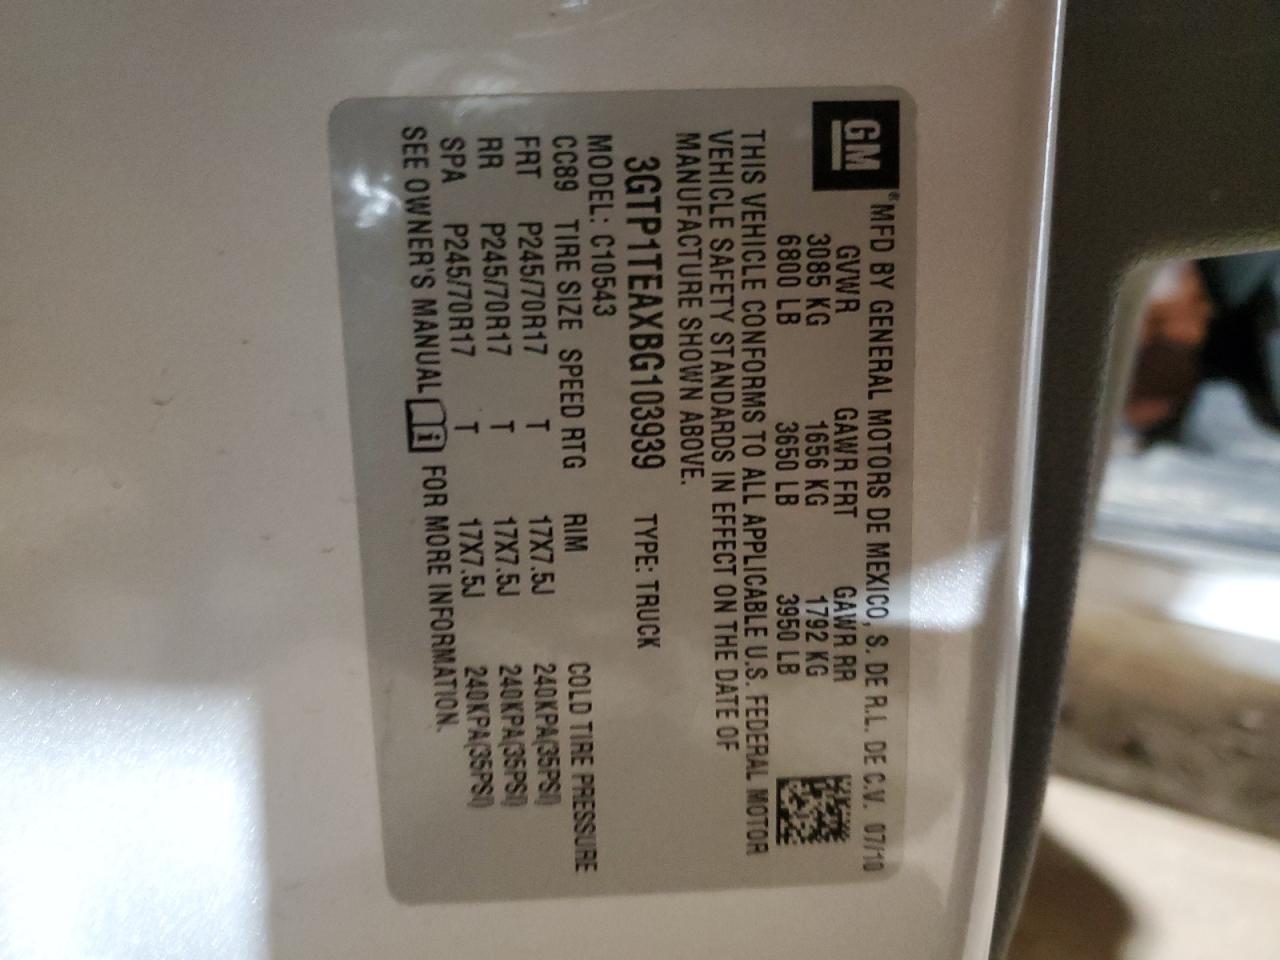 GM ® MFD BY GENERAL MOTORS DE MEXICO, S. DE R.L. DE C.V. 07/10
GVWR GAWR FRT GAWR RR
3085 KG 1656 KG 1792 KG
6800 LB 3650 LB 3950 LB
THIS VEHICLE CONFORMS TO ALL APPLICABLE U.S. FEDERAL MOTOR
VEHICLE SAFETY STANDARDS IN EFFECT ON THE DATE OF
MANUFACTURE SHOWN ABOVE.
3GTP1TEAXBG103939 TYPE: TRUCK
MODEL: C10543
CC89 TIRE SIZE SPEED RTG RIM COLD TIRE PRESSURE
FRT P245/70R17 T 17X7.5J 240KPA(35PSI)
RR P245/70R17 T 17X7.5J 240KPA(35PSI)
SPA P245/70R17 T 17X7.5J 240KPA(35PSI)
SEE OWNER'S MANUAL i FOR MORE INFORMATION.